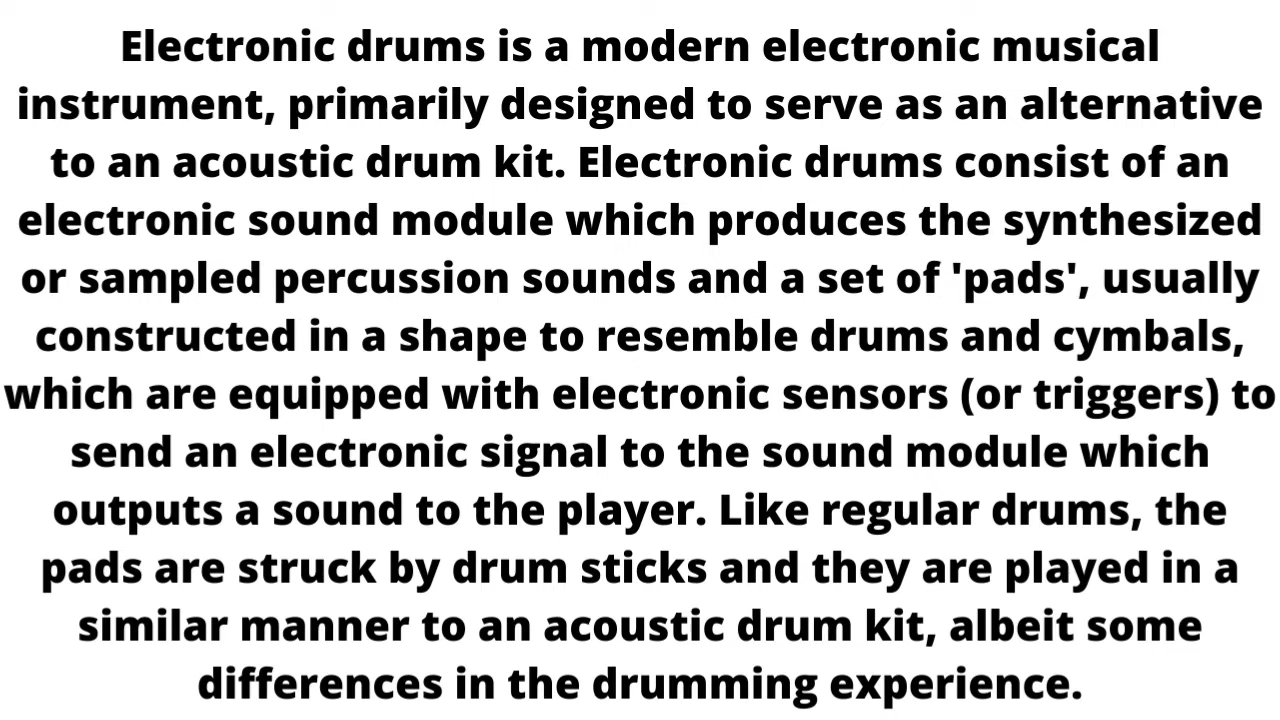 Electronic drums is a modern electronic musical
instrument, primarily designed to serve as an alternative
to an acoustic drum kit. Electronic drums consist of an
electronic sound module which produces the synthesized
or sampled percussion sounds and a set of 'pads', usually
constructed in a shape to resemble drums and cymbals,
which are equipped with electronic sensors (or triggers) to
send an electronic signal to the sound module which
outputs a sound to the player. Like regular drums, the
pads are struck by drum sticks and they are played in a
similar manner to an acoustic drum kit, albeit some
differences in the drumming experience.